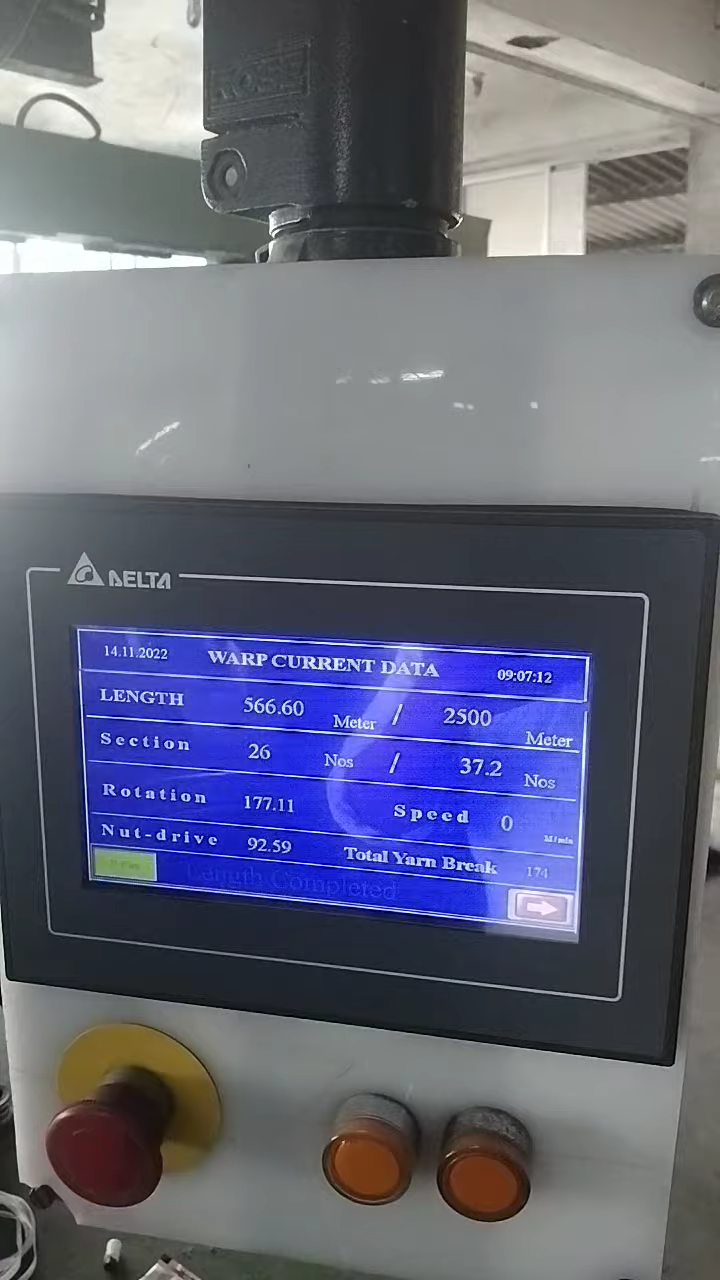 DELTA
14.11.2022 WARP CURRENT DATA 09:07:12
LENGTH 566.60 Meter / 2500 Meter
Section 26 Nos / 37.2 Nos
Rotation 177.11 Speed 0 M/min
Nut-drive 92.59 Total Yarn Break 174
Length Completed